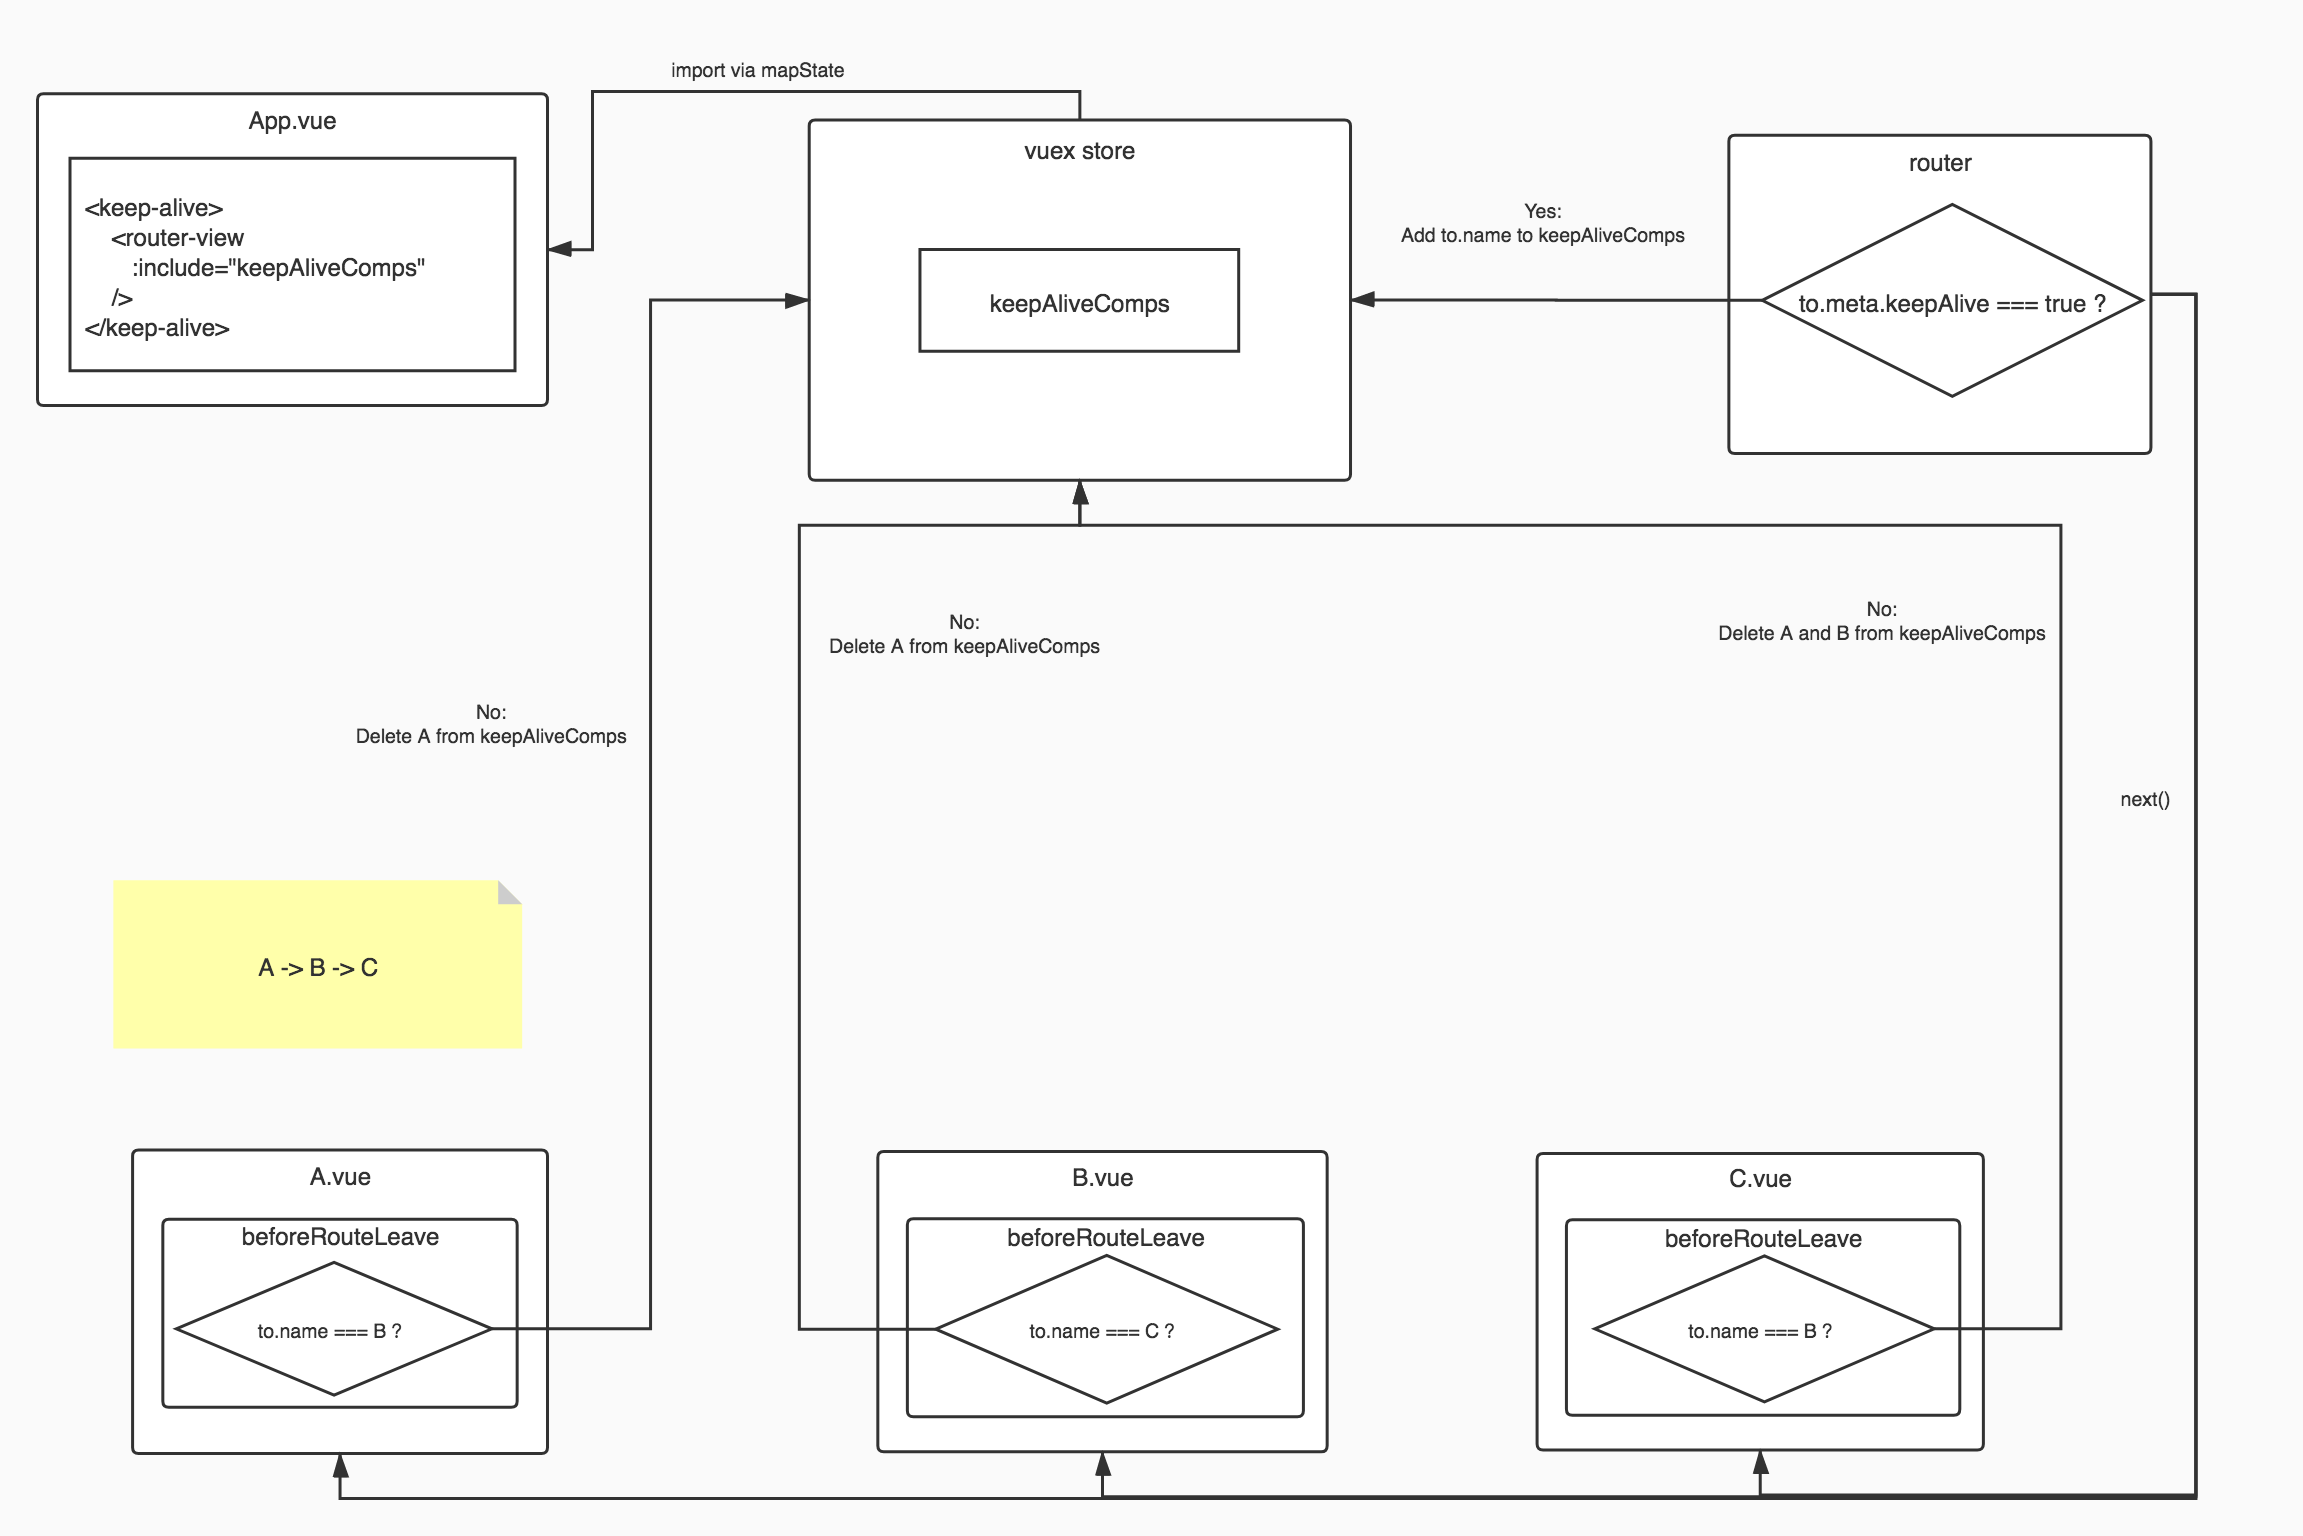 import via mapState
App.vue
<keep-alive>
<router-view
:include="keepAliveComps"
/>
</keep-alive>
vuex store
keepAliveComps
Yes:
Add to.name to keepAliveComps
router
to.meta.keepAlive === true ?
No:
Delete A from keepAliveComps
No:
Delete A from keepAliveComps
No:
Delete A and B from keepAliveComps
next()
A -> B -> C
A.vue
beforeRouteLeave
to.name === B ?
B.vue
beforeRouteLeave
to.name === C ?
C.vue
beforeRouteLeave
to.name === B ?